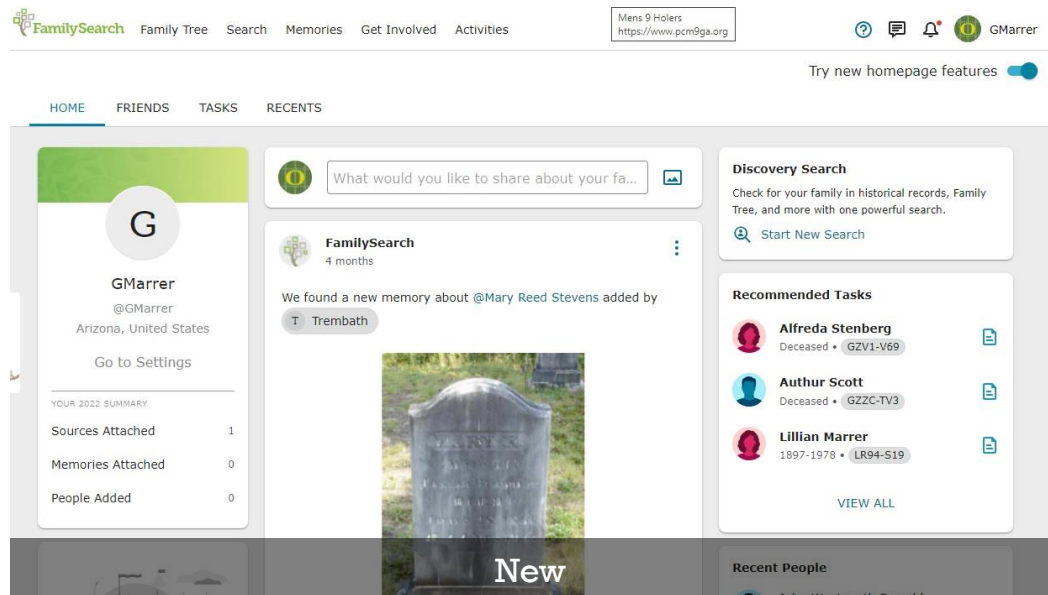 FamilySearch Family Tree Search Memories Get Involved Activities
Mens 9 Holers
https://www.pcm9ga.org
GMarrer
Try new homepage features
HOME FRIENDS TASKS RECENTS
G
GMarrer
@GMarrer
Arizona, United States
Go to Settings
YOUR 2022 SUMMARY
Sources Attached 1
Memories Attached 0
People Added 0
What would you like to share about your fa...
FamilySearch
4 months
We found a new memory about @Mary Reed Stevens added by
T Trembath
Discovery Search
Check for your family in historical records, Family
Tree, and more with one powerful search.
Start New Search
Recommended Tasks
Alfreda Stenberg
Deceased • GZV1-V69
Authur Scott
Deceased • GZZC-TV3
Lillian Marrer
1897-1978 • LR94-S19
VIEW ALL
Recent People
New